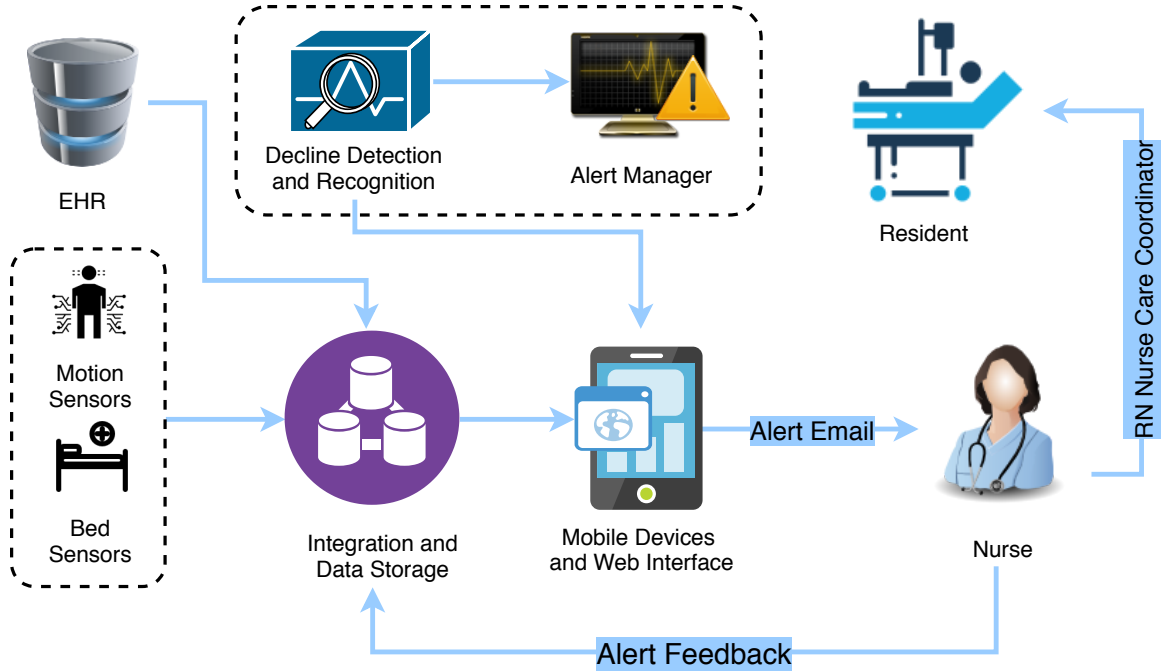 EHR
Decline Detection
and Recognition
Alert Manager
Resident
RN Nurse Care Coordinator
Motion
Sensors
Bed
Sensors
Integration and
Data Storage
Mobile Devices
and Web Interface
Alert Email
Nurse
Alert Feedback